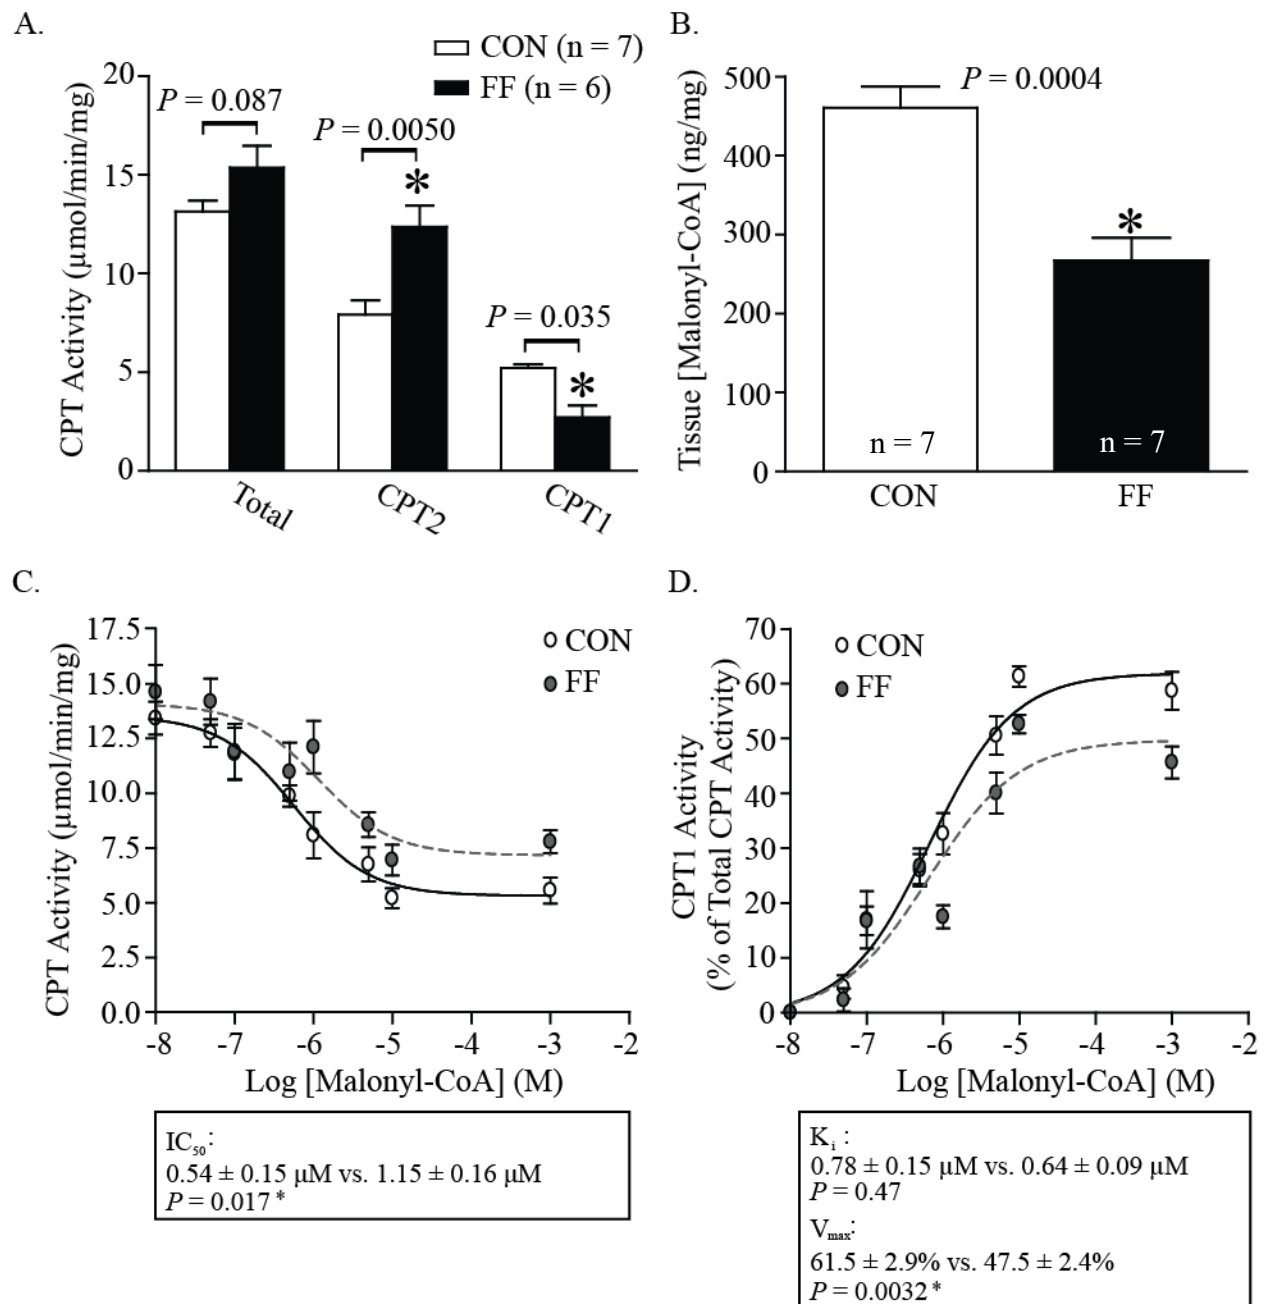 A.
CON (n = 7)
FF (n = 6)
CPT Activity (μmol/min/mg)
20
15
10
5
0
P = 0.087
P = 0.0050
*
P = 0.035
*
Total
CPT2
CPT1
B.
Tissue [Malonyl-CoA] (ng/mg)
500
400
300
200
100
0
P = 0.0004
*
n = 7
n = 7
CON
FF
C.
CPT Activity (μmol/min/mg)
17.5
15.0
12.5
10.0
7.5
5.0
2.5
0.0
CON
FF
-8 -7 -6 -5 -4 -3 -2
Log [Malonyl-CoA] (M)
IC50:
0.54 ± 0.15 μM vs. 1.15 ± 0.16 μM
P = 0.017 *
D.
CPT1 Activity
(% of Total CPT Activity)
70
60
50
40
30
20
10
0
CON
FF
-8 -7 -6 -5 -4 -3 -2
Log [Malonyl-CoA] (M)
Ki :
0.78 ± 0.15 μM vs. 0.64 ± 0.09 μM
P = 0.47
Vmax:
61.5 ± 2.9% vs. 47.5 ± 2.4%
P = 0.0032 *